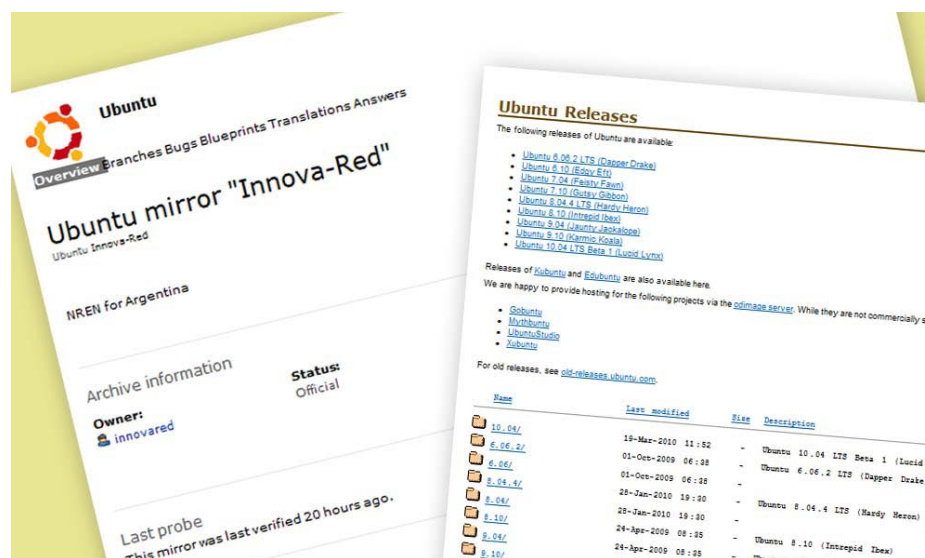 Ubuntu
Overview Branches Bugs Blueprints Translations Answers
Ubuntu mirror "Innova-Red"
Ubuntu Innova-Red
NREN for Argentina
Archive information
Owner:
innovared
Status:
Official
Last probe
This mirror was last verified 20 hours ago.
Ubuntu Releases
The following releases of Ubuntu are available:
Ubuntu 6.06.2 LTS (Dapper Drake)
Ubuntu 6.10 (Edgy Eft)
Ubuntu 7.04 (Feisty Fawn)
Ubuntu 7.10 (Gutsy Gibbon)
Ubuntu 8.04.4 LTS (Hardy Heron)
Ubuntu 8.10 (Intrepid Ibex)
Ubuntu 9.04 (Jaunty Jackalope)
Ubuntu 9.10 (Karmic Koala)
Ubuntu 10.04 LTS Beta 1 (Lucid Lynx)
Releases of Kubuntu and Edubuntu are also available here.
We are happy to provide hosting for the following projects via the cdimage server. While they are not commercially s
Gobuntu
Mythbuntu
UbuntuStudio
Xubuntu
For old releases, see old-releases.ubuntu.com.
Name Last modified Size Description
10.04/ 19-Mar-2010 11:52 - Ubuntu 10.04 LTS Beta 1 (Lucid
6.06.2/ 01-Oct-2009 06:38 - Ubuntu 6.06.2 LTS (Dapper Drake
6.06/ 01-Oct-2009 06:38 -
8.04.4/ 28-Jan-2010 19:30 - Ubuntu 8.04.4 LTS (Hardy Heron)
8.04/ 28-Jan-2010 19:30 -
8.10/ 24-Apr-2009 08:35 - Ubuntu 8.10 (Intrepid Ibex)
9.04/ 24-Apr-2009 08:35 -
9.10/